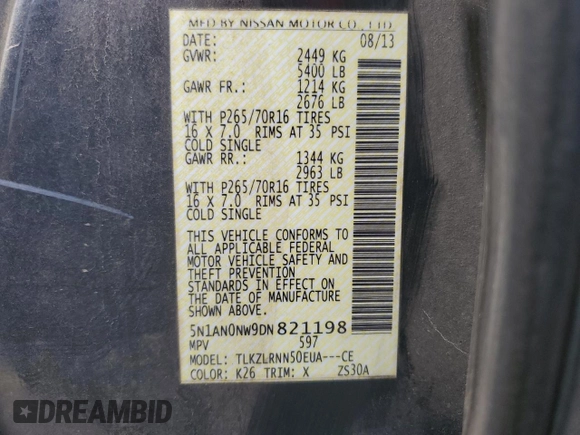 MFD BY NISSAN MOTOR CO., LTD.
DATE: 08/13
GVWR: 2449 KG
5400 LB
GAWR FR.: 1214 KG
2676 LB
WITH P265/70R16 TIRES
16 X 7.0 RIMS AT 35 PSI
COLD SINGLE
GAWR RR.: 1344 KG
2963 LB
WITH P265/70R16 TIRES
16 X 7.0 RIMS AT 35 PSI
COLD SINGLE
THIS VEHICLE CONFORMS TO
ALL APPLICABLE FEDERAL
MOTOR VEHICLE SAFETY AND
THEFT PREVENTION
STANDARDS IN EFFECT ON
THE DATE OF MANUFACTURE
SHOWN ABOVE.
5N1AN0NW9DN821198
MPV 597
MODEL: TLKZLRNN50EUA---CE
COLOR: K26 TRIM: X ZS30A
DREAMBID